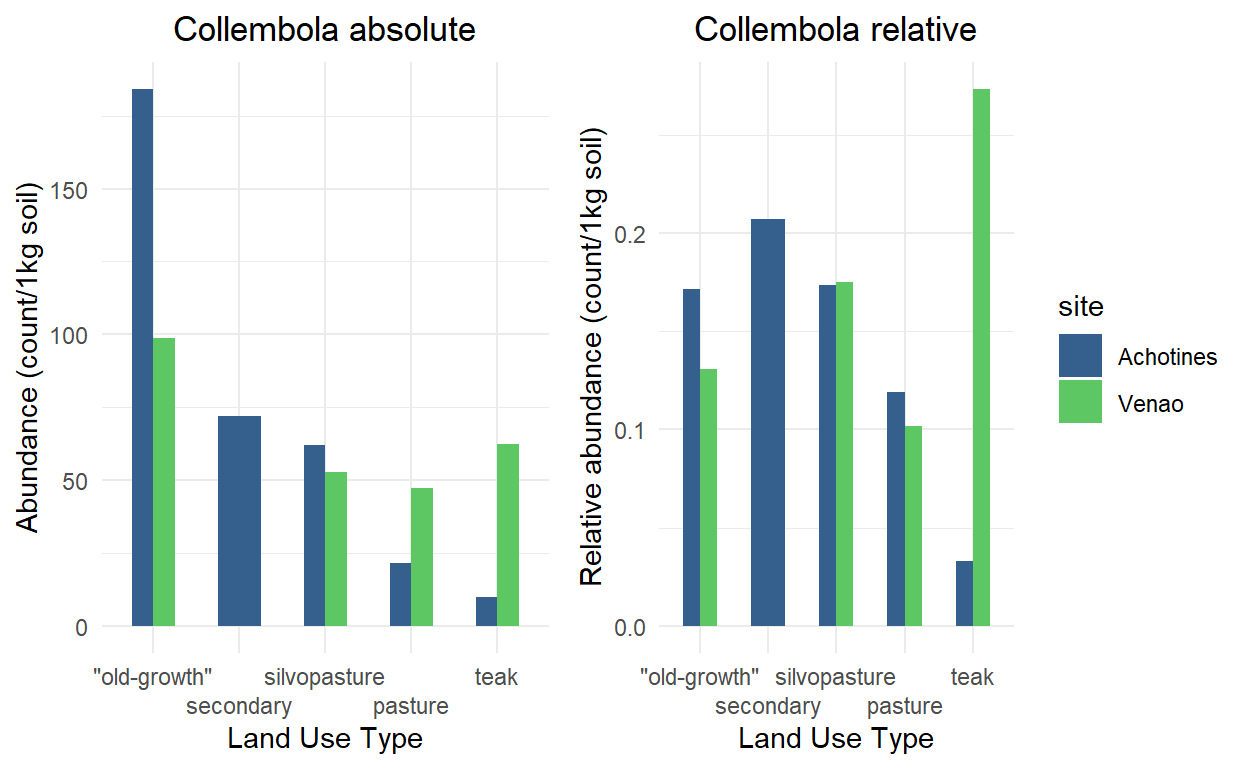 Collembola absolute
Abundance (count/1kg soil)
150
100
50
0
"old-growth"
secondary
silvopasture
pasture
teak
Land Use Type
Collembola relative
Relative abundance (count/1kg soil)
0.2
0.1
0.0
"old-growth"
secondary
silvopasture
pasture
teak
Land Use Type
site
Achotines
Venao